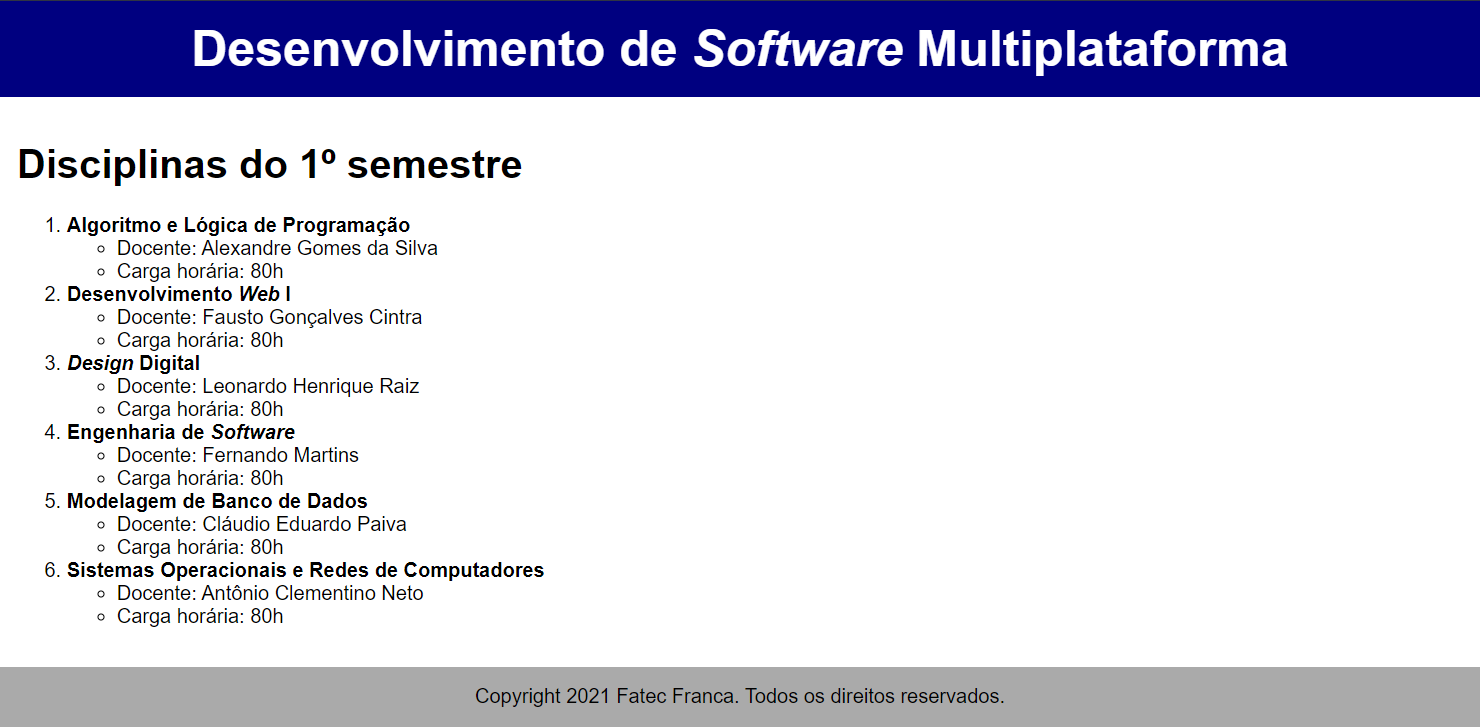 Desenvolvimento de Software Multiplataforma
Disciplinas do 1º semestre
1. Algoritmo e Lógica de Programação
Docente: Alexandre Gomes da Silva
Carga horária: 80h
2. Desenvolvimento Web I
Docente: Fausto Gonçalves Cintra
Carga horária: 80h
3. Design Digital
Docente: Leonardo Henrique Raiz
Carga horária: 80h
4. Engenharia de Software
Docente: Fernando Martins
Carga horária: 80h
5. Modelagem de Banco de Dados
Docente: Cláudio Eduardo Paiva
Carga horária: 80h
6. Sistemas Operacionais e Redes de Computadores
Docente: Antônio Clementino Neto
Carga horária: 80h
Copyright 2021 Fatec Franca. Todos os direitos reservados.